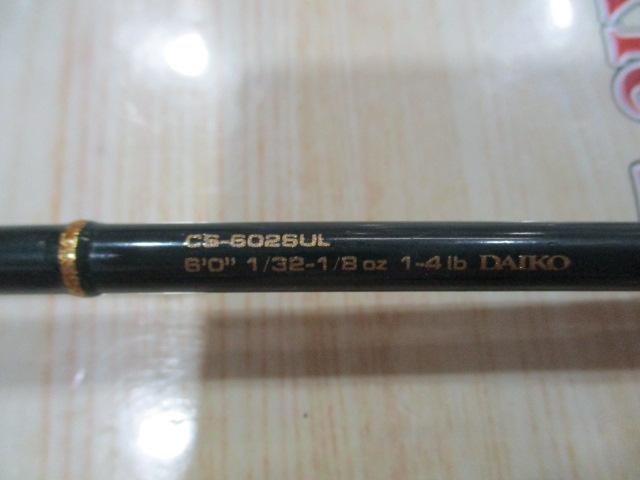 CS-602SUL
6'0" 1/32-1/8 oz 1-4 lb DAIKO